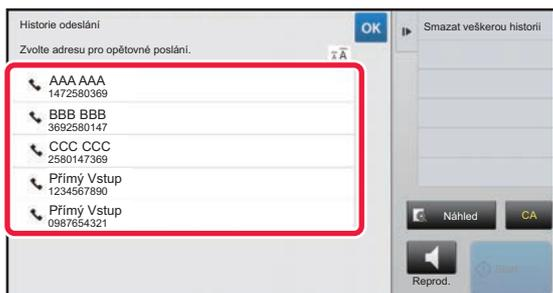 Historie odeslání
OK
Smazat veškerou historii
Zvolte adresu pro opětovné poslání.
AAA AAA
1472580369
BBB BBB
3692580147
CCC CCC
2580147369
Přímý Vstup
1234567890
Přímý Vstup
0987654321
Náhled
CA
Reprod.
Start